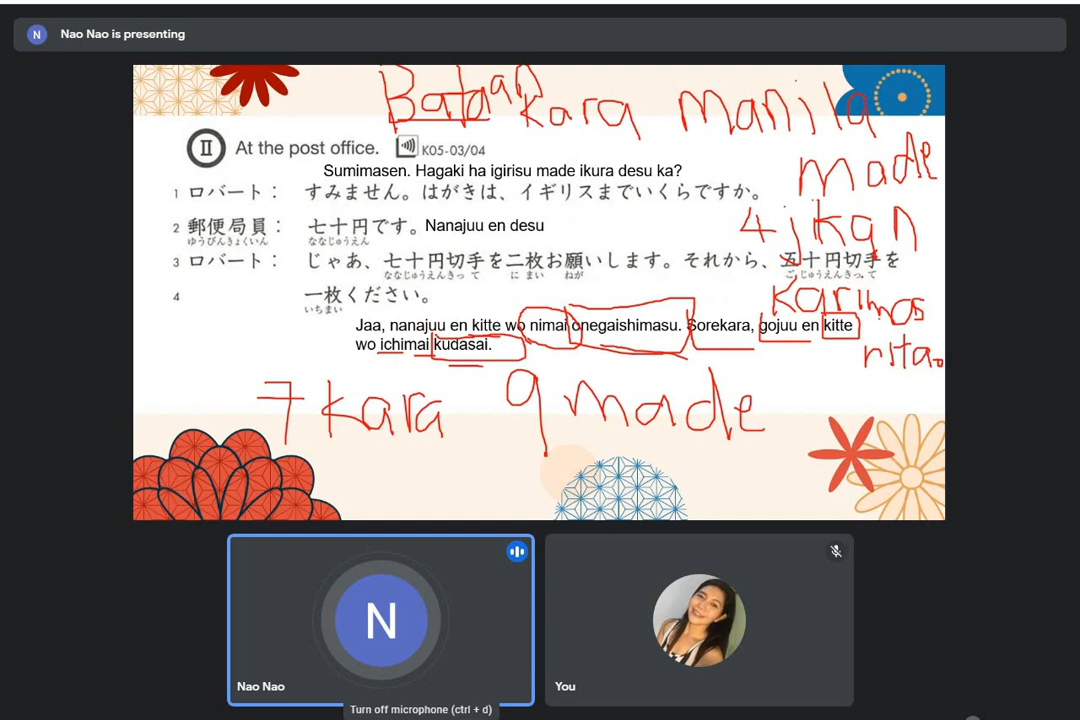 N Nao Nao is presenting
Bataan kara Manila
made
II At the post office. K05-03/04
Sumimasen. Hagaki ha igirisu made ikura desu ka?
1 ロバート： すみません。はがきは、イギリスまでいくらですか。
2 郵便局員： 七十円です。 Nanajuu en desu
ゆうびんきょくいん ななじゅうえん
4 jkan
3 ロバート： じゃあ、七十円切手を二枚お願いします。それから、五十円切手を
ななじゅうえんきって にまい ねが ごじゅうえんきって
4 一枚ください。
いちまい
karimas
Jaa, nanajuu en kitte wo nimai onegaishimasu. Sorekara, gojuu en kitte
wo ichimai kudasai.
rita.
7 kara 9 made
N
Nao Nao
You
Turn off microphone (ctrl + d)